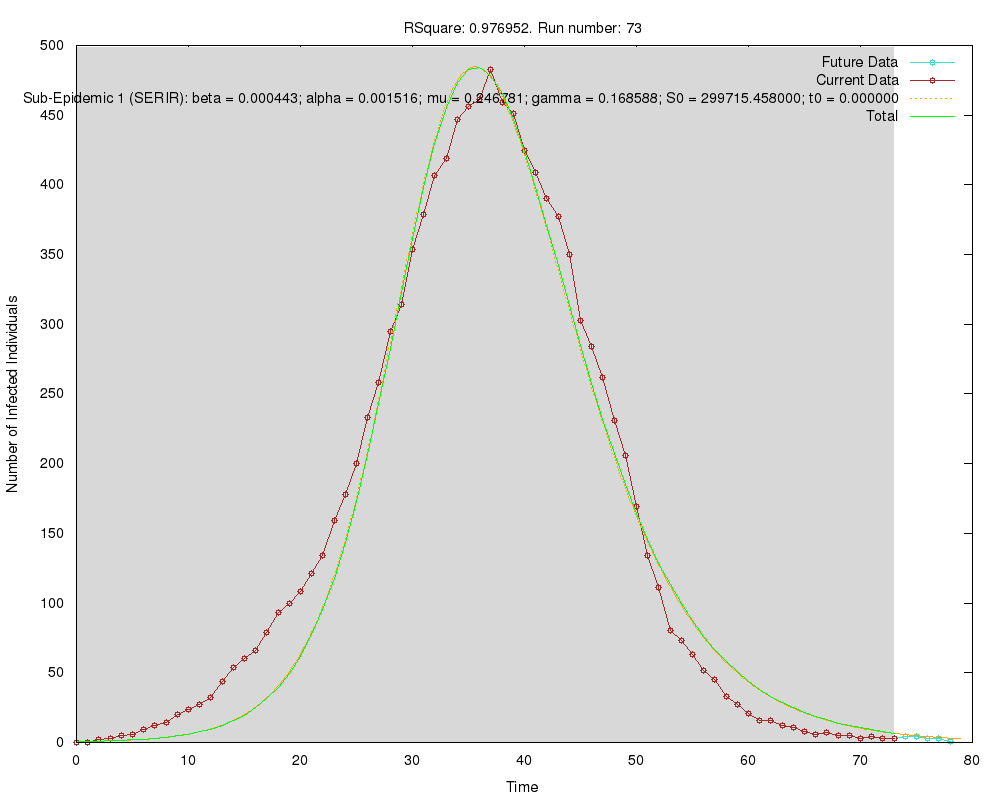 RSquare: 0.976952. Run number: 73
500
450
400
350
300
250
200
150
100
50
0
Number of Infected Individuals
Future Data
Current Data
Sub-Epidemic 1 (SERIR): beta = 0.000443; alpha = 0.001516; mu = 0.246781; gamma = 0.168588; S0 = 299715.458000; t0 = 0.000000
Total
0 10 20 30 40 50 60 70 80
Time